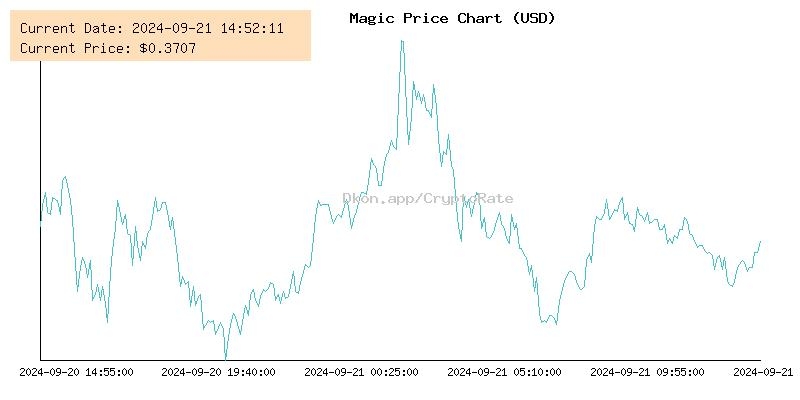 Magic Price Chart (USD)
Current Date: 2024-09-21 14:52:11
Current Price: $0.3707
Dkon.app/CryptoRate
2024-09-20 14:55:00 2024-09-20 19:40:00 2024-09-21 00:25:00 2024-09-21 05:10:00 2024-09-21 09:55:00 2024-09-21